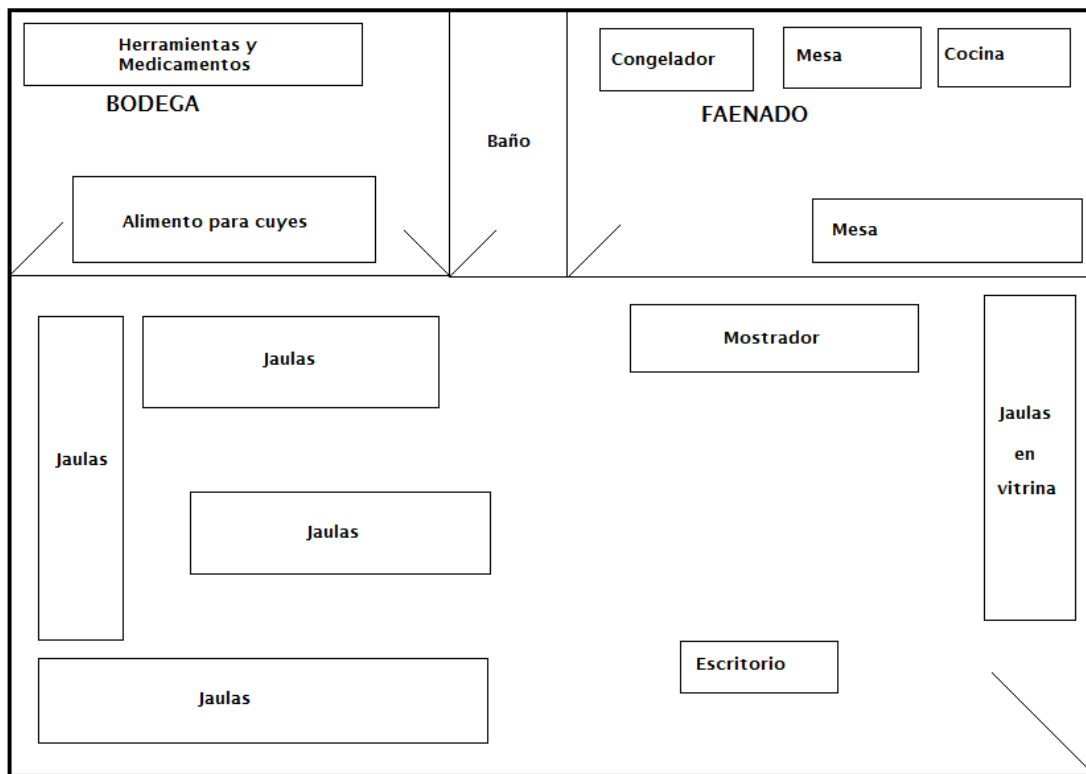 Herramientas y
Medicamentos
BODEGA
Alimento para cuyes
Baño
Congelador
Mesa
Cocina
FAENADO
Mesa
Jaulas
Jaulas
Jaulas
Jaulas
Mostrador
Jaulas
en
vitrina
Escritorio